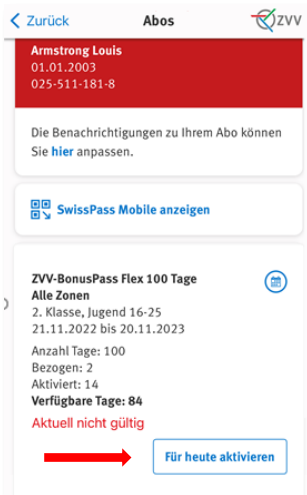 Zurück Abos ZVV
Armstrong Louis
01.01.2003
025-511-181-8
Die Benachrichtigungen zu Ihrem Abo können
Sie hier anpassen.
SwissPass Mobile anzeigen
ZVV-BonusPass Flex 100 Tage
Alle Zonen
2. Klasse, Jugend 16-25
21.11.2022 bis 20.11.2023
Anzahl Tage: 100
Bezogen: 2
Aktiviert: 14
Verfügbare Tage: 84
Aktuell nicht gültig
Für heute aktivieren